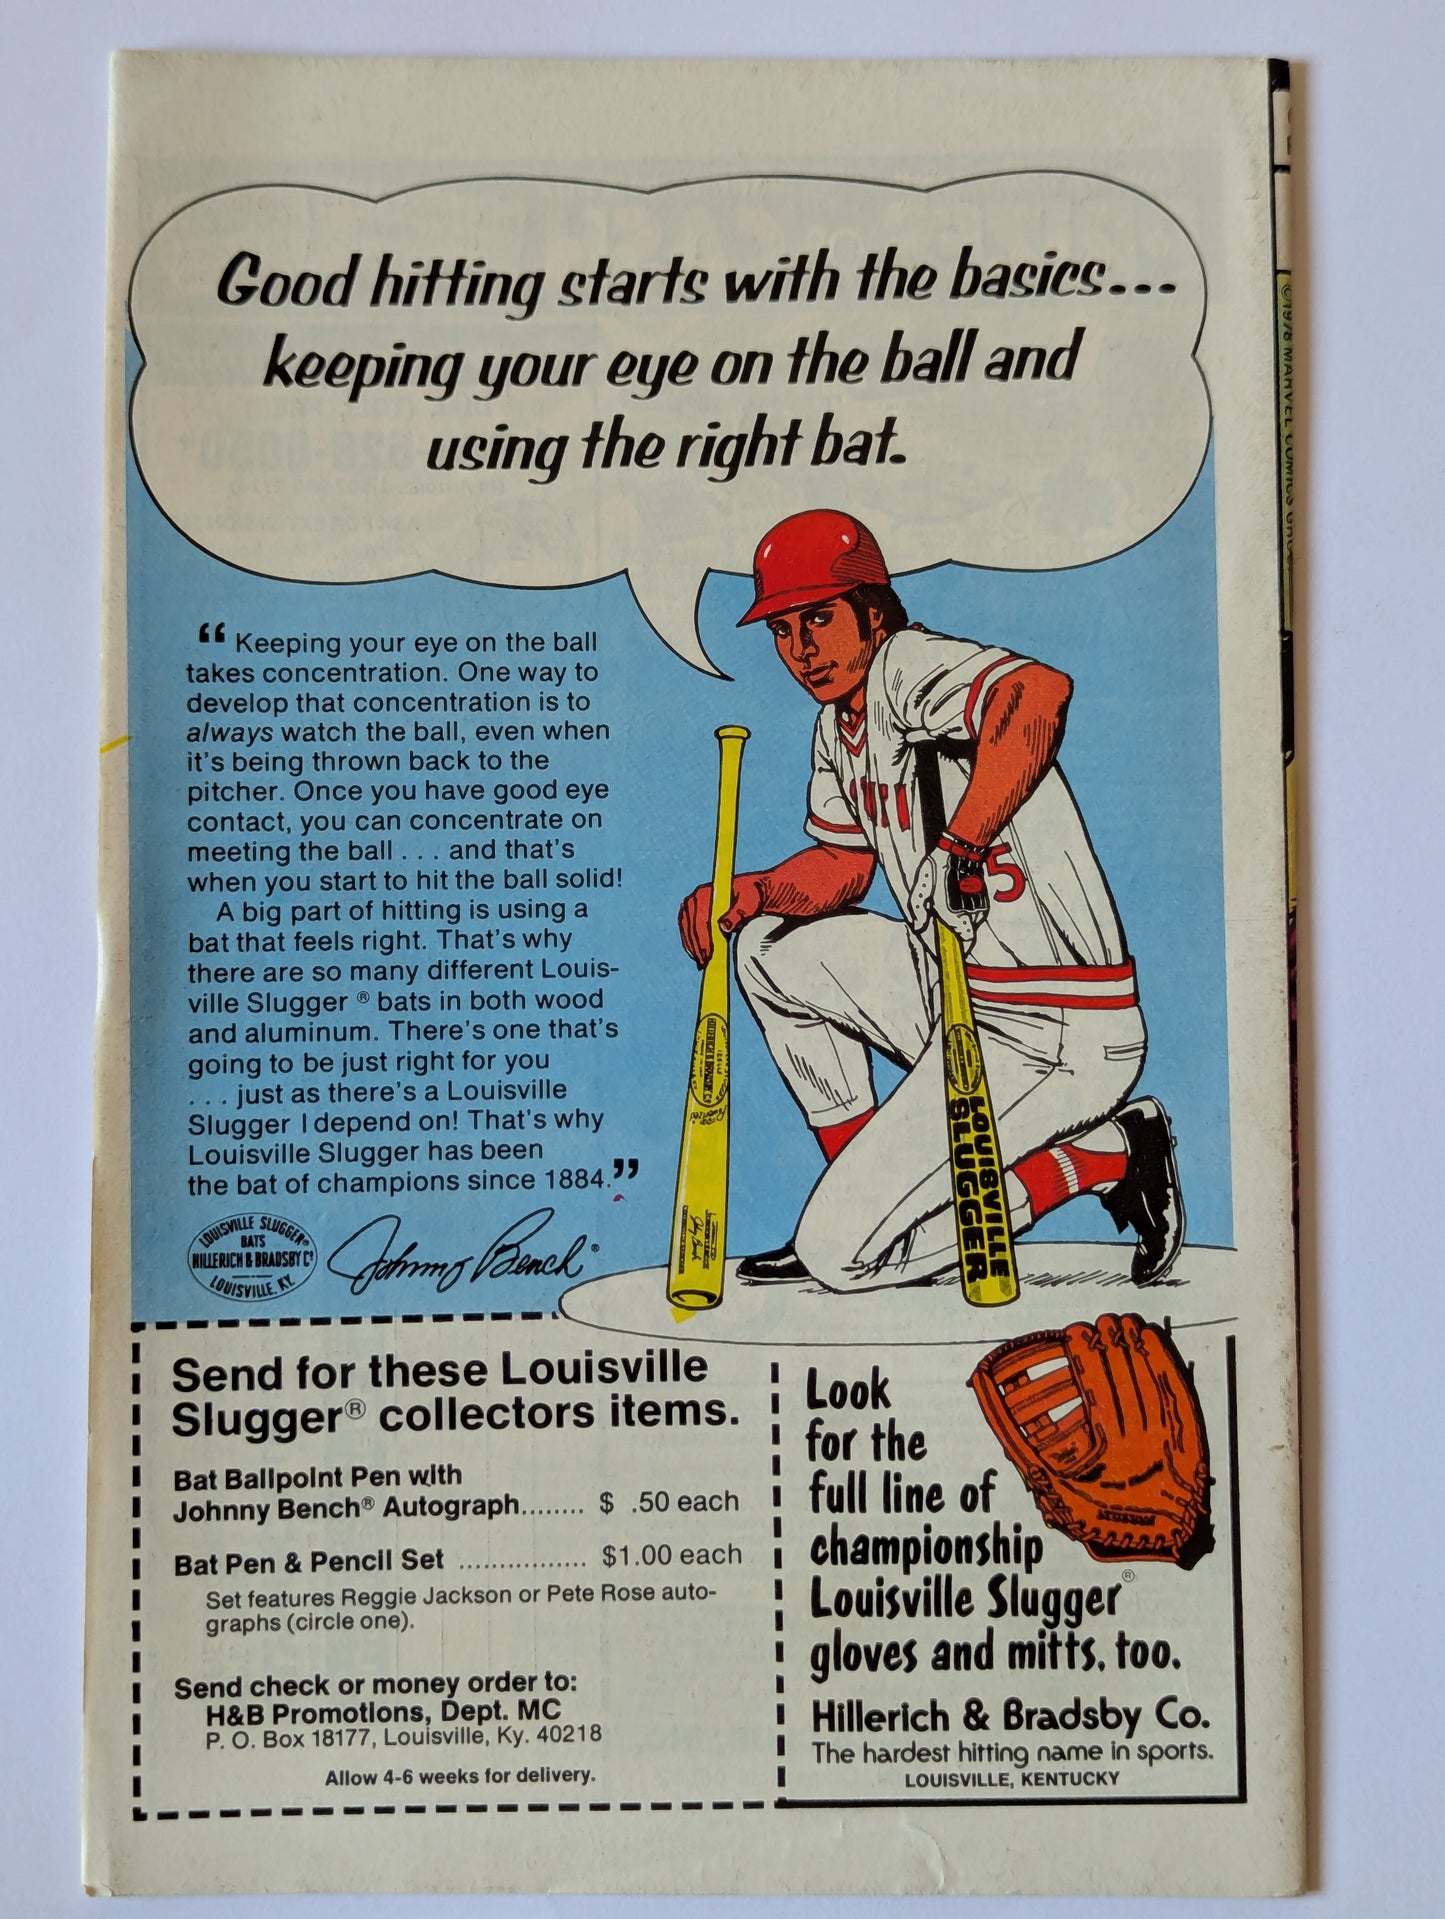 Good hitting starts with the basics...
keeping your eye on the ball and
using the right bat.
©1978 MARVEL COMICS
“Keeping your eye on the ball
takes concentration. One way to
develop that concentration is to
always watch the ball, even when
it's being thrown back to the
pitcher. Once you have good eye
contact, you can concentrate on
meeting the ball . . . and that's
when you start to hit the ball solid!
A big part of hitting is using a
bat that feels right. That's why
there are so many different Louis-
ville Slugger ® bats in both wood
and aluminum. There's one that's
going to be just right for you
. . . just as there's a Louisville
Slugger I depend on! That's why
Louisville Slugger has been
the bat of champions since 1884.”
5
LOUISVILLE
SLUGGER
LOUISVILLE SLUGGER®
BATS
HILLERICH & BRADSBY Cº
LOUISVILLE, KY.
Johnny Bench®
Send for these Louisville
Slugger® collectors items.
Bat Ballpoint Pen with
Johnny Bench® Autograph........ $ .50 each
Bat Pen & Pencil Set ................ $1.00 each
Set features Reggie Jackson or Pete Rose auto-
graphs (circle one).
Send check or money order to:
H&B Promotions, Dept. MC
P. O. Box 18177, Louisville, Ky. 40218
Allow 4-6 weeks for delivery.
Look
for the
full line of
championship
Louisville Slugger®
gloves and mitts, too.
Hillerich & Bradsby Co.
The hardest hitting name in sports.
LOUISVILLE, KENTUCKY